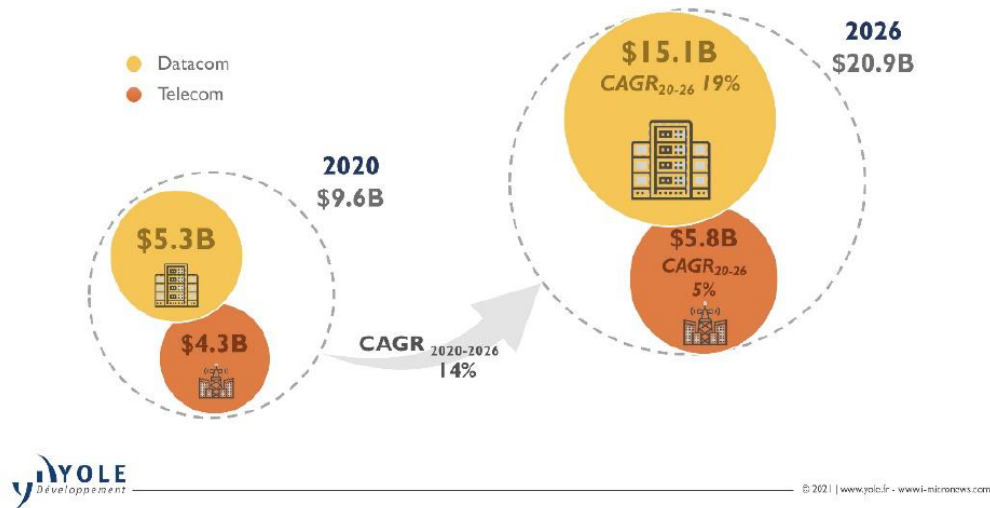 Datacom
Telecom
2020
$9.6B
$5.3B
$4.3B
CAGR 2020-2026
14%
2026
$20.9B
$15.1B
CAGR20-26 19%
$5.8B
CAGR20-26
5%
YOLE
Développement
© 2021 | www.yole.fr - www.i-micronews.com